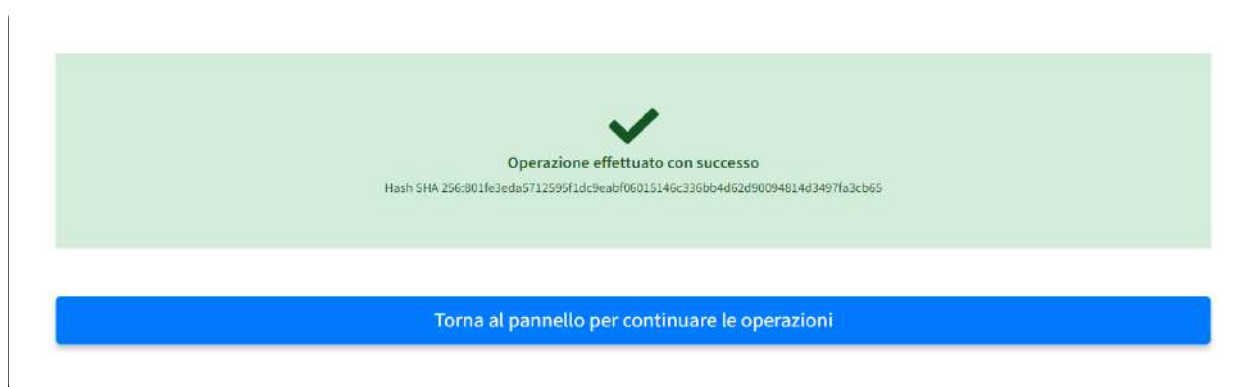 Operazione effettuato con successo
Hash SHA 256:801fe3eda5712595f1dc9eabf06015146c336bb4d62d90094814d3497fa3cb65
Torna al pannello per continuare le operazioni